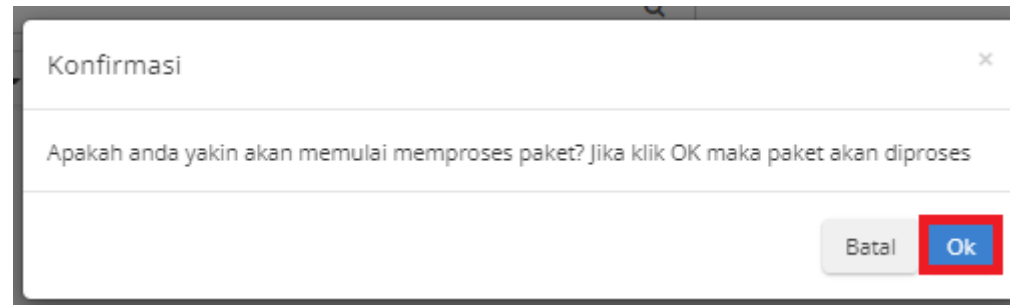 Konfirmasi
×
Apakah anda yakin akan memulai memproses paket? Jika klik OK maka paket akan diproses
Batal Ok